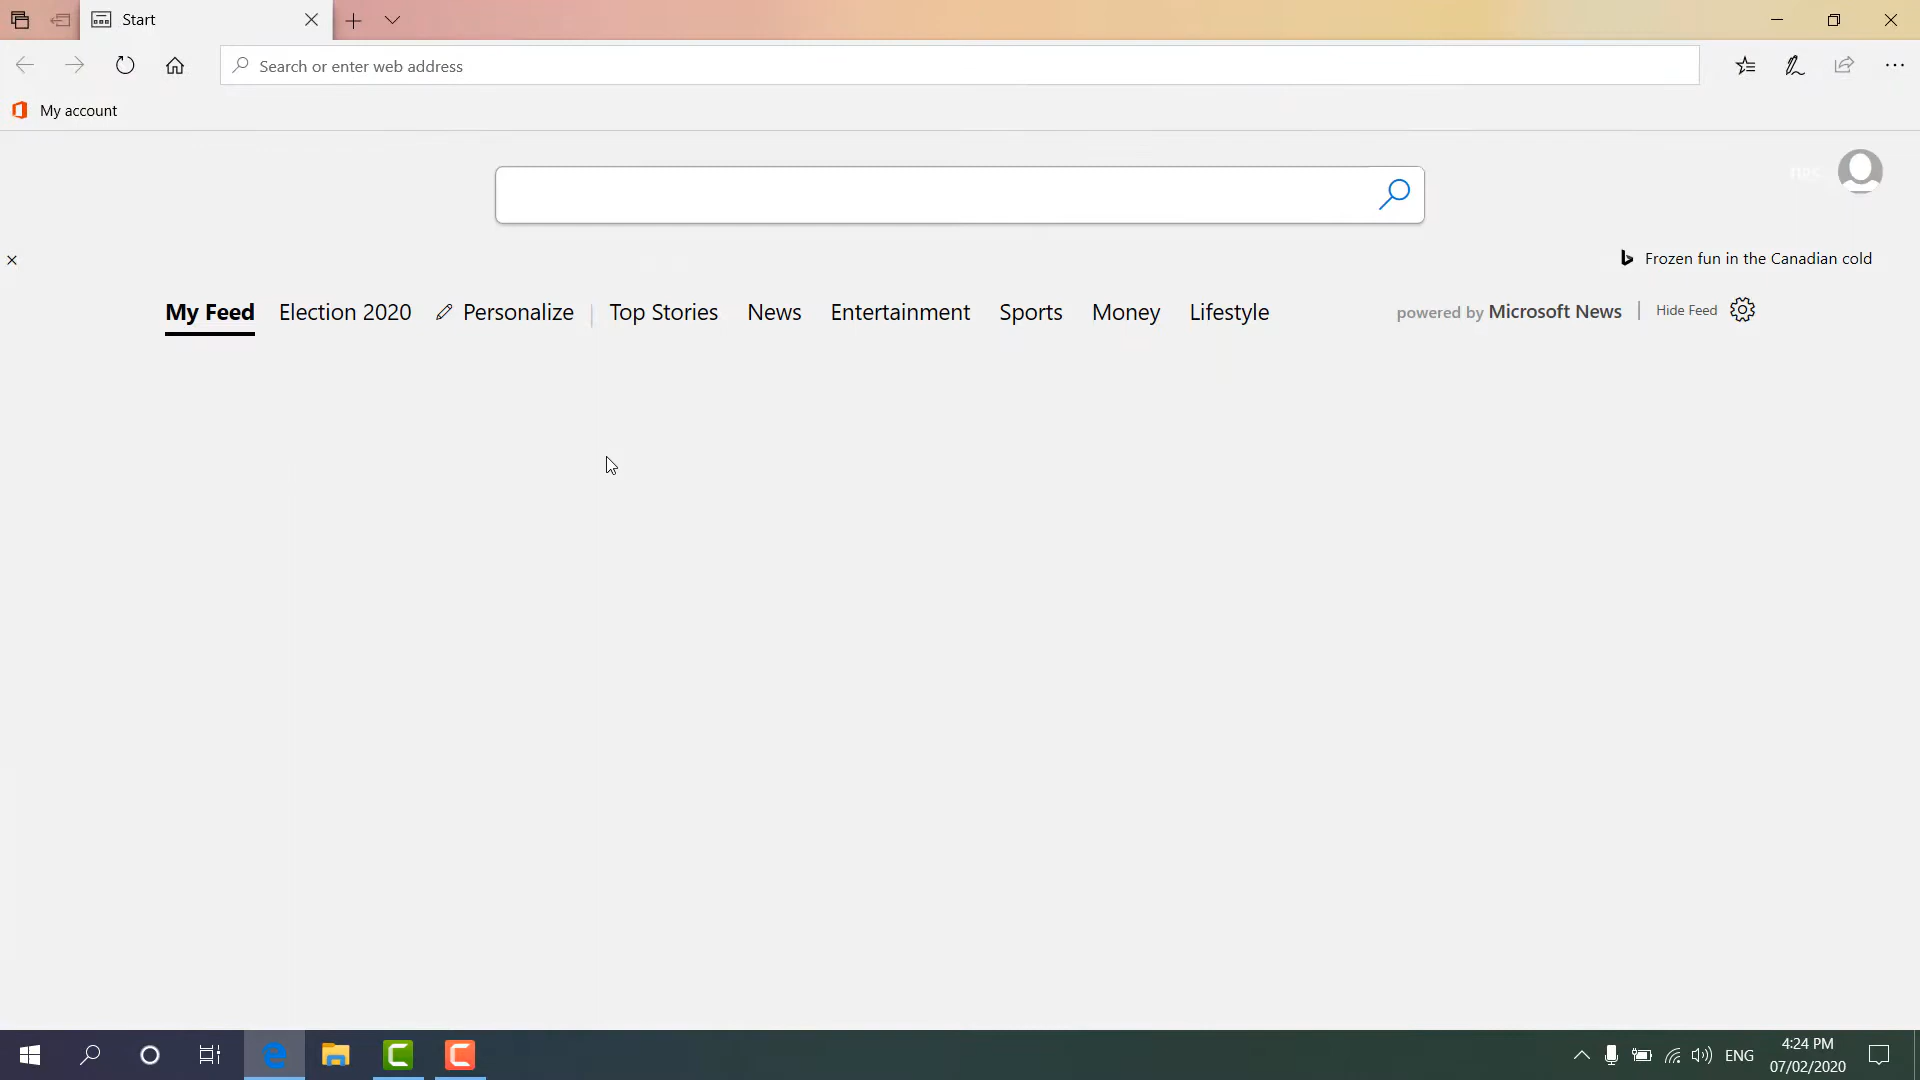 Start
Search or enter web address
My account
Frozen fun in the Canadian cold
My Feed Election 2020 Personalize Top Stories News Entertainment Sports Money Lifestyle powered by Microsoft News Hide Feed
ENG
4:24 PM
07/02/2020